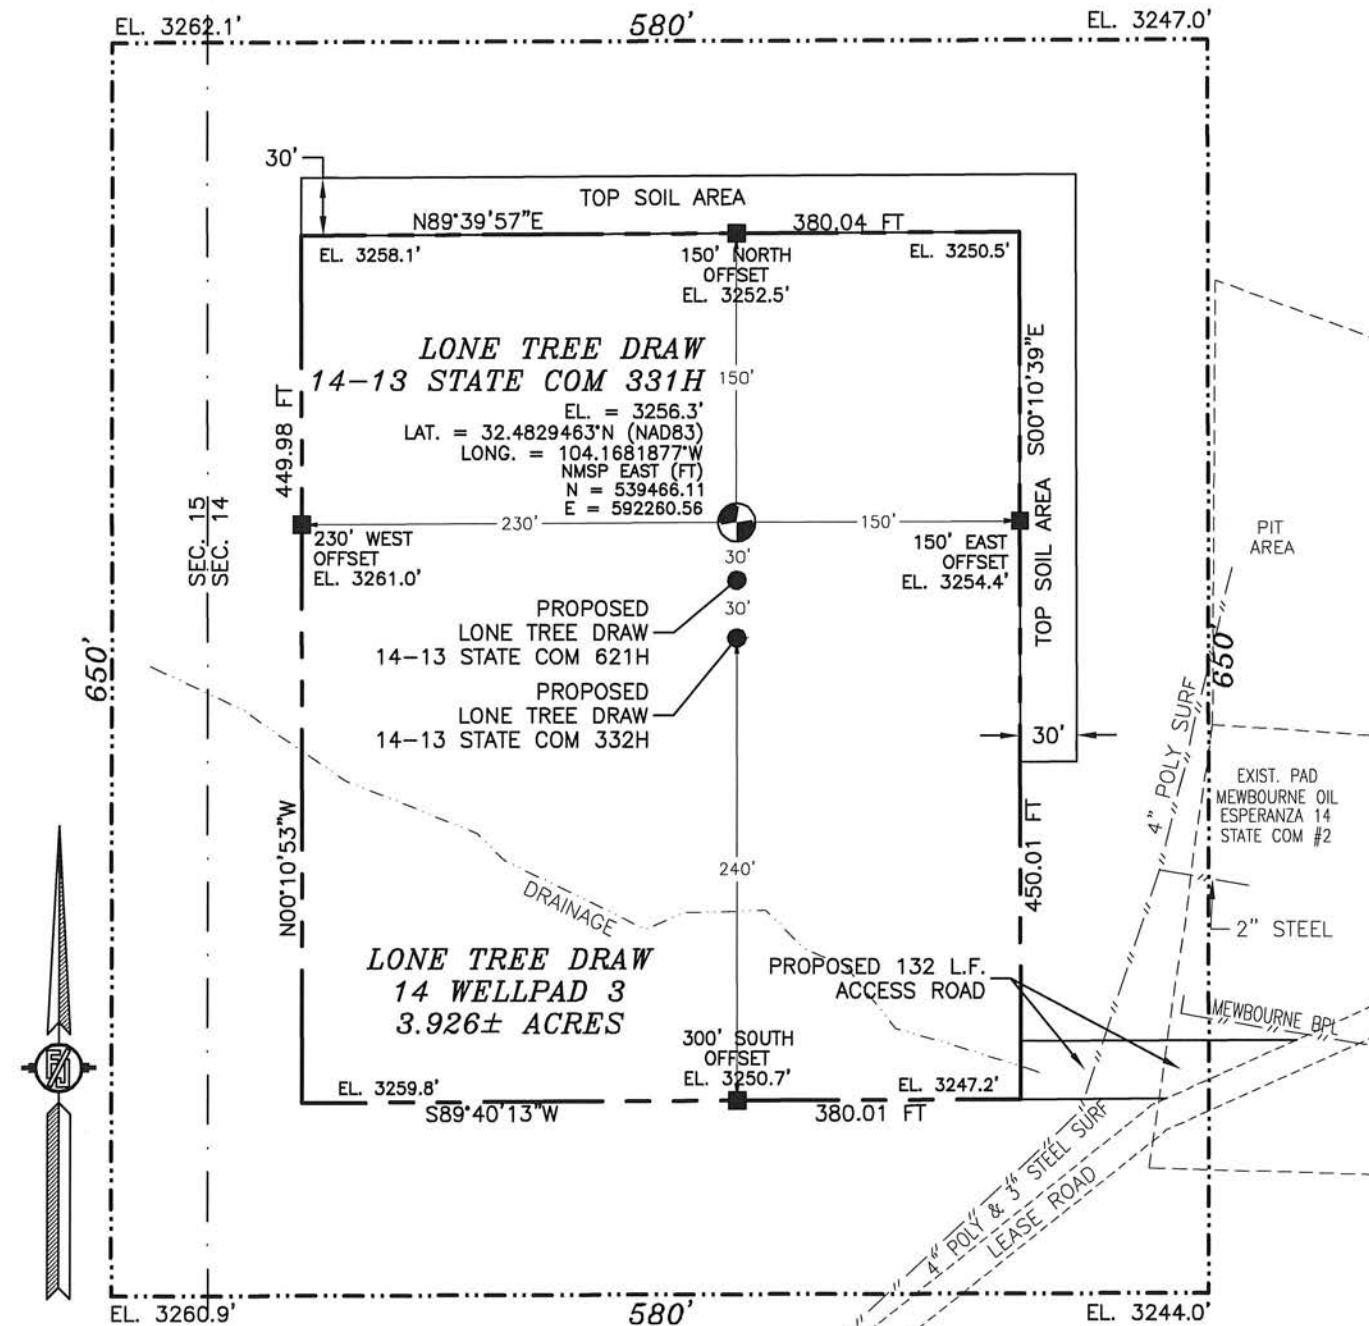 EL. 3262.1'
580'
EL. 3247.0'
30'
TOP SOIL AREA
N89°39'57"E
380.04 FT
EL. 3258.1'
150' NORTH
OFFSET
EL. 3252.5'
EL. 3250.5'
LONE TREE DRAW
14-13 STATE COM 331H
EL. = 3256.3'
LAT. = 32.4829463°N (NAD83)
LONG. = 104.1681877°W
NMSP EAST (FT)
N = 539466.11
E = 592260.56
150'
S00°10'39"E
449.98 FT
TOP SOIL AREA
SEC. 15
SEC. 14
230'
150'
230' WEST
OFFSET
EL. 3261.0'
150' EAST
OFFSET
EL. 3254.4'
PIT
AREA
30'
30'
PROPOSED
LONE TREE DRAW
14-13 STATE COM 621H
PROPOSED
LONE TREE DRAW
14-13 STATE COM 332H
650'
650'
30'
4" POLY SURF
EXIST. PAD
MEWBOURNE OIL
ESPERANZA 14
STATE COM #2
N00°10'53"W
450.01 FT
240'
DRAINAGE
2" STEEL
LONE TREE DRAW
14 WELLPAD 3
3.926± ACRES
PROPOSED 132 L.F.
ACCESS ROAD
MEWBOURNE BPL
300' SOUTH
OFFSET
EL. 3250.7'
EL. 3259.8'
EL. 3247.2'
S89°40'13"W
380.01 FT
4" POLY & 3" STEEL SURF
LEASE ROAD
EL. 3260.9'
580'
EL. 3244.0'